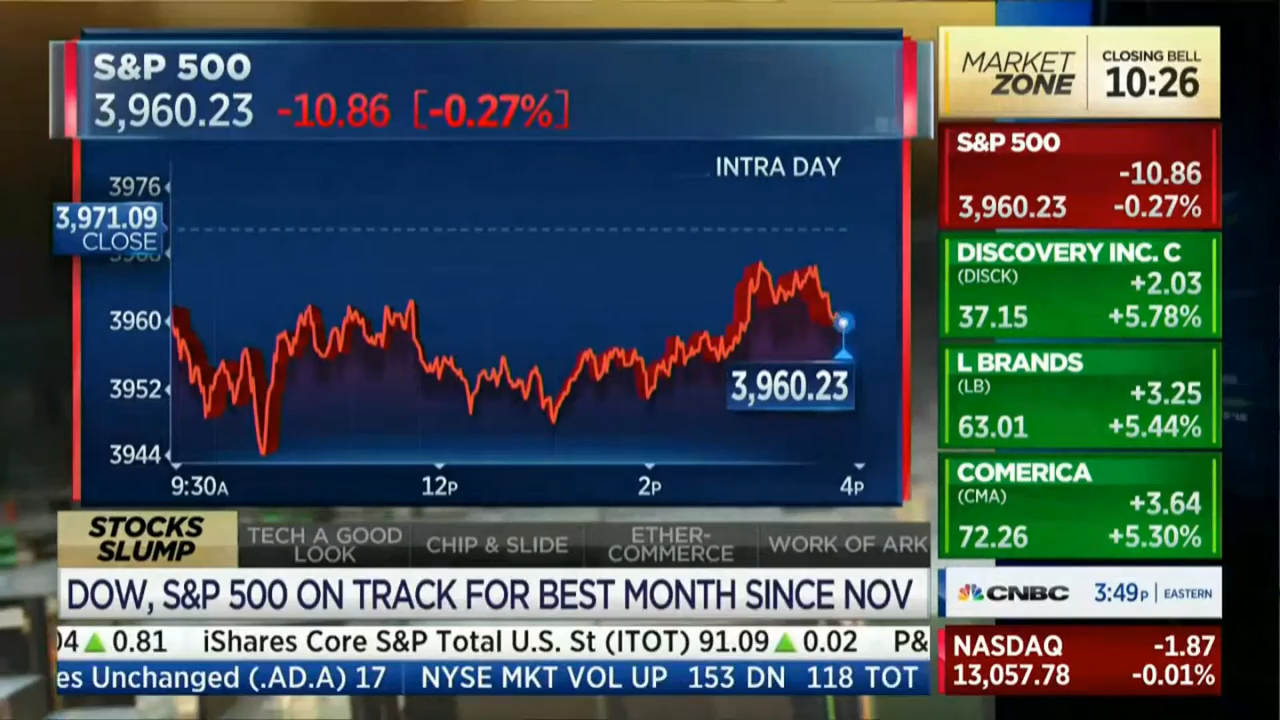 S&P 500
3,960.23 -10.86 [-0.27%]
INTRA DAY
3976
3,971.09
CLOSE
3968
3960
3952
3944
3,960.23
9:30A 12P 2P 4P
MARKET
ZONE
CLOSING BELL
10:26
S&P 500
-10.86
3,960.23 -0.27%
DISCOVERY INC. C
(DISCK) +2.03
37.15 +5.78%
L BRANDS
(LB) +3.25
63.01 +5.44%
COMERICA
(CMA) +3.64
72.26 +5.30%
CNBC 3:49P EASTERN
NASDAQ -1.87
13,057.78 -0.01%
STOCKS
SLUMP
TECH A GOOD
LOOK
CHIP & SLIDE
ETHER-
COMMERCE
WORK OF ARK
DOW, S&P 500 ON TRACK FOR BEST MONTH SINCE NOV
04 ▲ 0.81 iShares Core S&P Total U.S. St (ITOT) 91.09 ▲ 0.02 P&
es Unchanged (.AD.A) 17 NYSE MKT VOL UP 153 DN 118 TOT